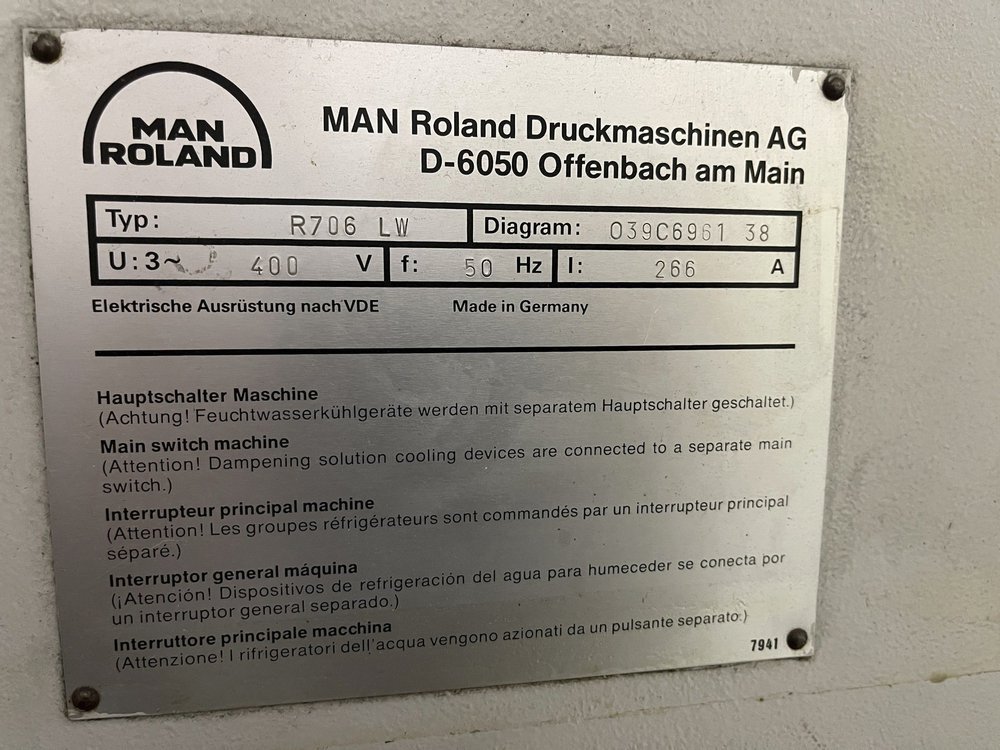 MAN
ROLAND
MAN Roland Druckmaschinen AG
D-6050 Offenbach am Main
Typ: R706 LW Diagram: 039C6961 38
U: 3~ 400 V f: 50 Hz I: 266 A
Elektrische Ausrüstung nach VDE Made in Germany
Hauptschalter Maschine
(Achtung! Feuchtwasserkühlgeräte werden mit separatem Hauptschalter geschaltet.)
Main switch machine
(Attention! Dampening solution cooling devices are connected to a separate main
switch.)
Interrupteur principal machine
(Attention! Les groupes réfrigérateurs sont commandés par un interrupteur principal
séparé.)
Interruptor general máquina
(¡Atención! Dispositivos de refrigeración del agua para humeceder se conecta por
un interruptor general separado.)
Interruttore principale macchina
(Attenzione! I rifrigeratori dell'acqua vengono azionati da un pulsante separato.)
7941